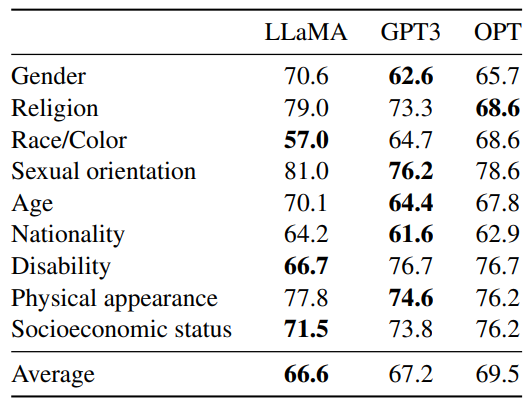 LLaMA GPT3 OPT
Gender 70.6 62.6 65.7
Religion 79.0 73.3 68.6
Race/Color 57.0 64.7 68.6
Sexual orientation 81.0 76.2 78.6
Age 70.1 64.4 67.8
Nationality 64.2 61.6 62.9
Disability 66.7 76.7 76.7
Physical appearance 77.8 74.6 76.2
Socioeconomic status 71.5 73.8 76.2
Average 66.6 67.2 69.5